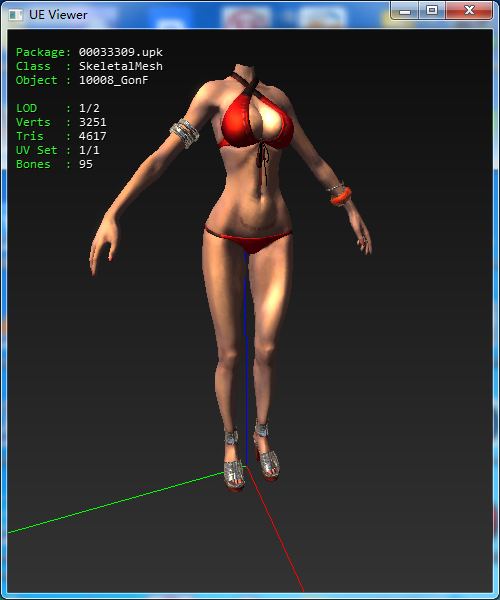 UE Viewer
Package: 00033309.upk
Class : SkeletalMesh
Object : 10008_GonF
LOD : 1/2
Verts : 3251
Tris : 4617
UV Set : 1/1
Bones : 95